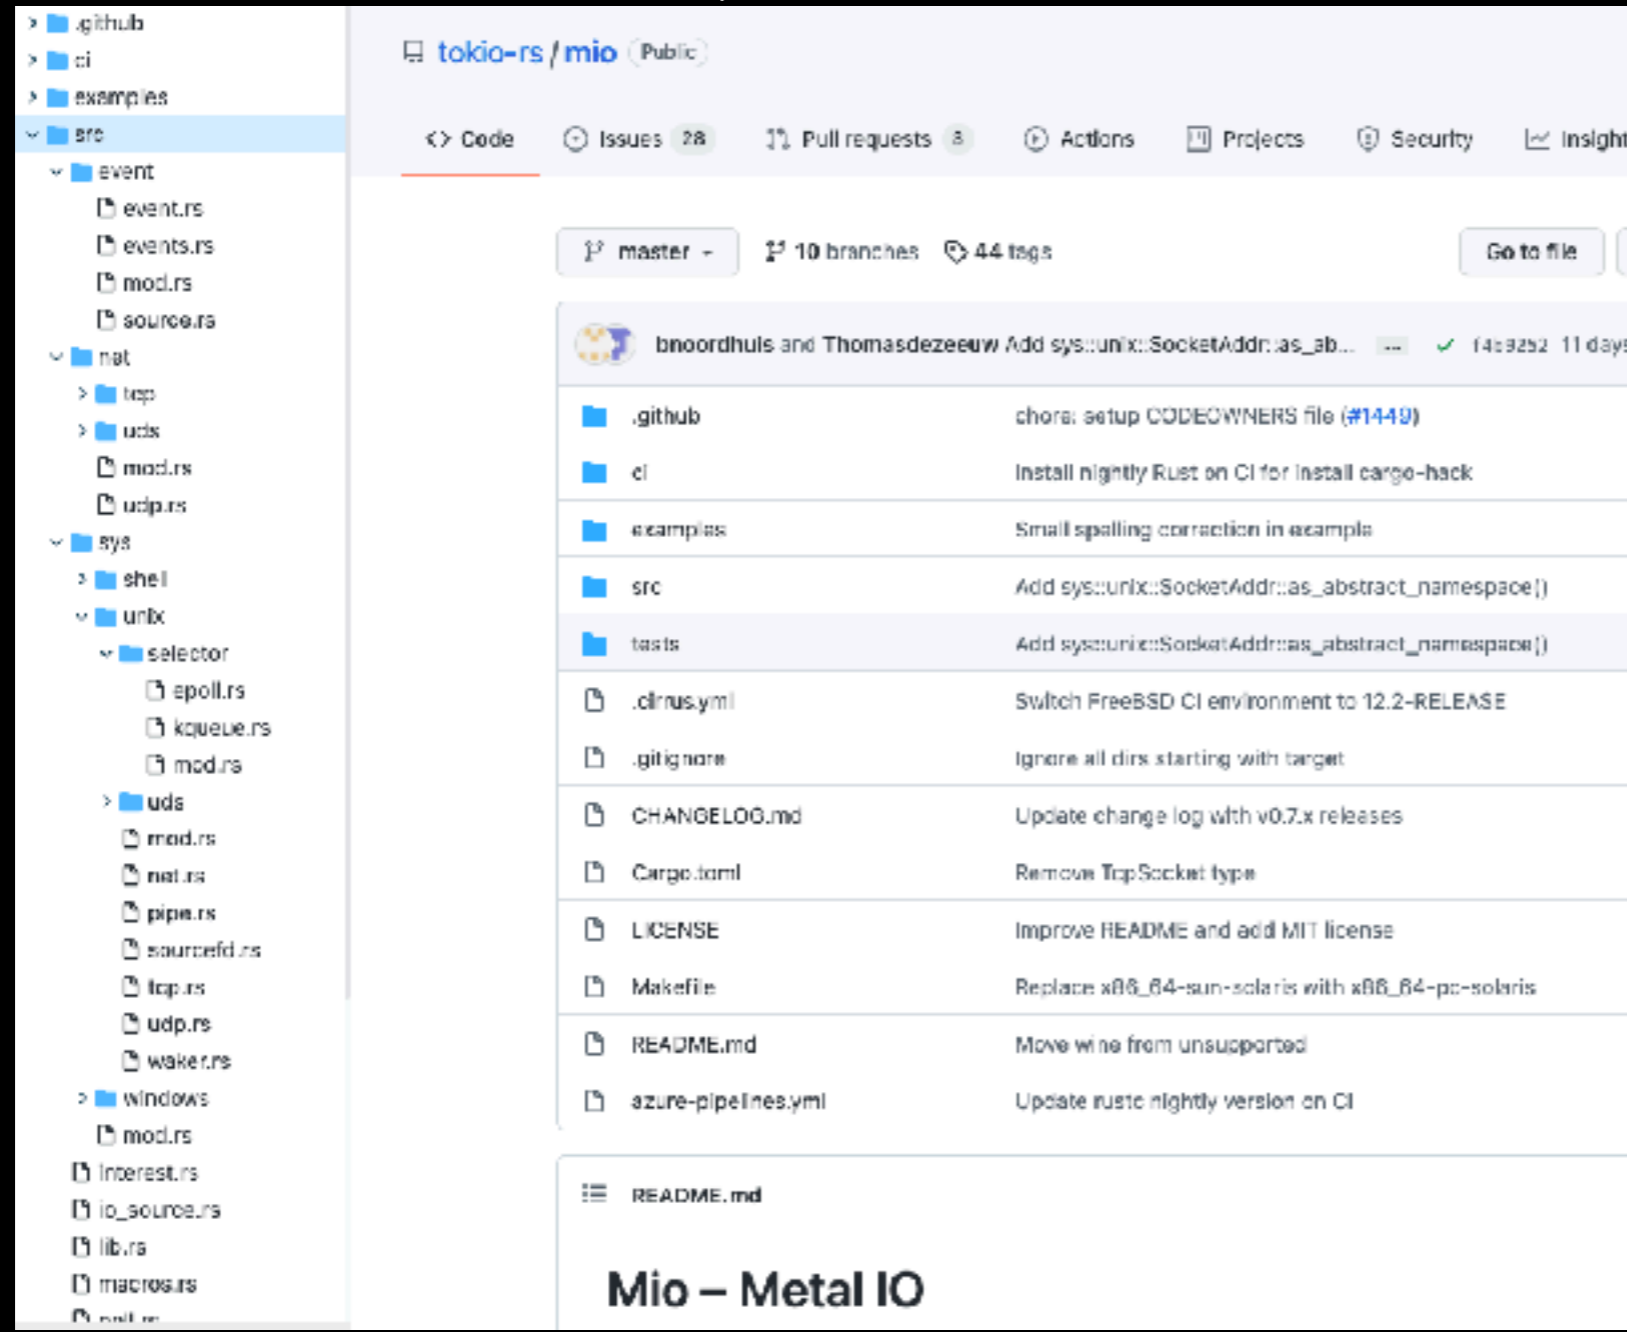 .github
ci
examples
src
event
event.rs
events.rs
mod.rs
source.rs
net
tcp
uds
mod.rs
udp.rs
sys
shell
unix
selector
epoll.rs
kqueue.rs
mod.rs
uds
mod.rs
net.rs
pipe.rs
sourcefd.rs
tcp.rs
udp.rs
waker.rs
windows
mod.rs
interest.rs
io_source.rs
lib.rs
macros.rs
tokio-rs / mio Public
Code Issues 28 Pull requests 8 Actions Projects Security Insight
master 10 branches 44 tags Go to file
bnoordhuis and Thomasdezeeuw Add sys::unix::SocketAddr::as_ab... ... 11 days
.github chore: setup CODEOWNERS file (#1449)
ci Install nightly Rust on CI for install cargo-hack
examples Small spelling correction in example
src Add sys::unix::SocketAddr::as_abstract_namespace()
tests Add sys::unix::SocketAddr::as_abstract_namespace()
.cirrus.yml Switch FreeBSD CI environment to 12.2-RELEASE
.gitignore Ignore all dirs starting with target
CHANGELOG.md Update change log with v0.7.x releases
Cargo.toml Remove TcpSocket type
LICENSE Improve README and add MIT license
Makefile Replace x86_64-sun-solaris with x86_64-pc-solaris
README.md Move wine from unsupported
azure-pipelines.yml Update rustc nightly version on CI
README.md
Mio – Metal IO